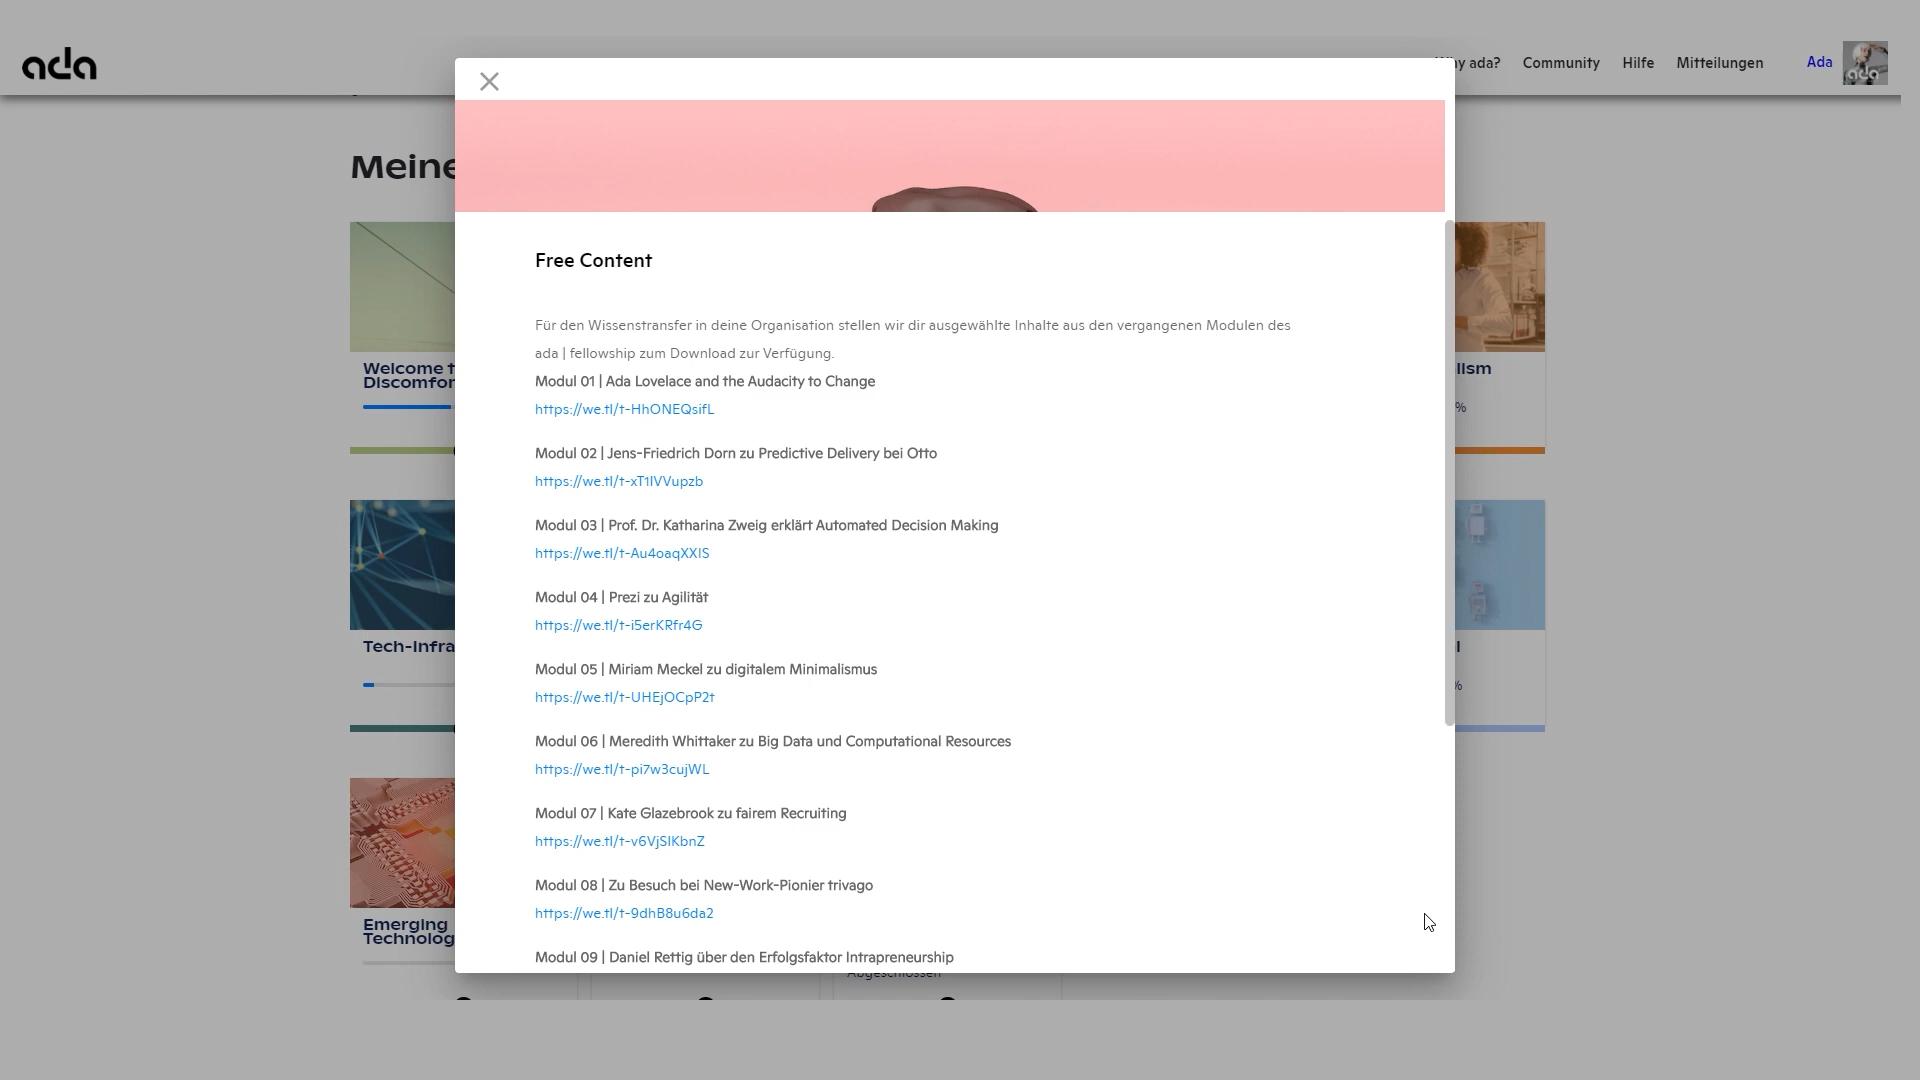 ada
Why ada?
Community
Hilfe
Mitteilungen
Ada
ada
Meine
Free Content
Für den Wissenstransfer in deine Organisation stellen wir dir ausgewählte Inhalte aus den vergangenen Modulen des
ada | fellowship zum Download zur Verfügung.
Modul 01 | Ada Lovelace and the Audacity to Change
https://we.tl/t-HhONEQsifL
Modul 02 | Jens-Friedrich Dorn zu Predictive Delivery bei Otto
https://we.tl/t-xT1IVVupzb
Modul 03 | Prof. Dr. Katharina Zweig erklärt Automated Decision Making
https://we.tl/t-Au4oaqXXIS
Modul 04 | Prezi zu Agilität
https://we.tl/t-i5erKRfr4G
Modul 05 | Miriam Meckel zu digitalem Minimalismus
https://we.tl/t-UHEjOCpP2t
Modul 06 | Meredith Whittaker zu Big Data und Computational Resources
https://we.tl/t-pi7w3cujWL
Modul 07 | Kate Glazebrook zu fairem Recruiting
https://we.tl/t-v6VjSIKbnZ
Modul 08 | Zu Besuch bei New-Work-Pionier trivago
https://we.tl/t-9dhB8u6da2
Modul 09 | Daniel Rettig über den Erfolgsfaktor Intrapreneurship
Welcome t
Discomfor
lism
%
Tech-Infra
l
%
Emerging
Technolog
Abgeschlossen